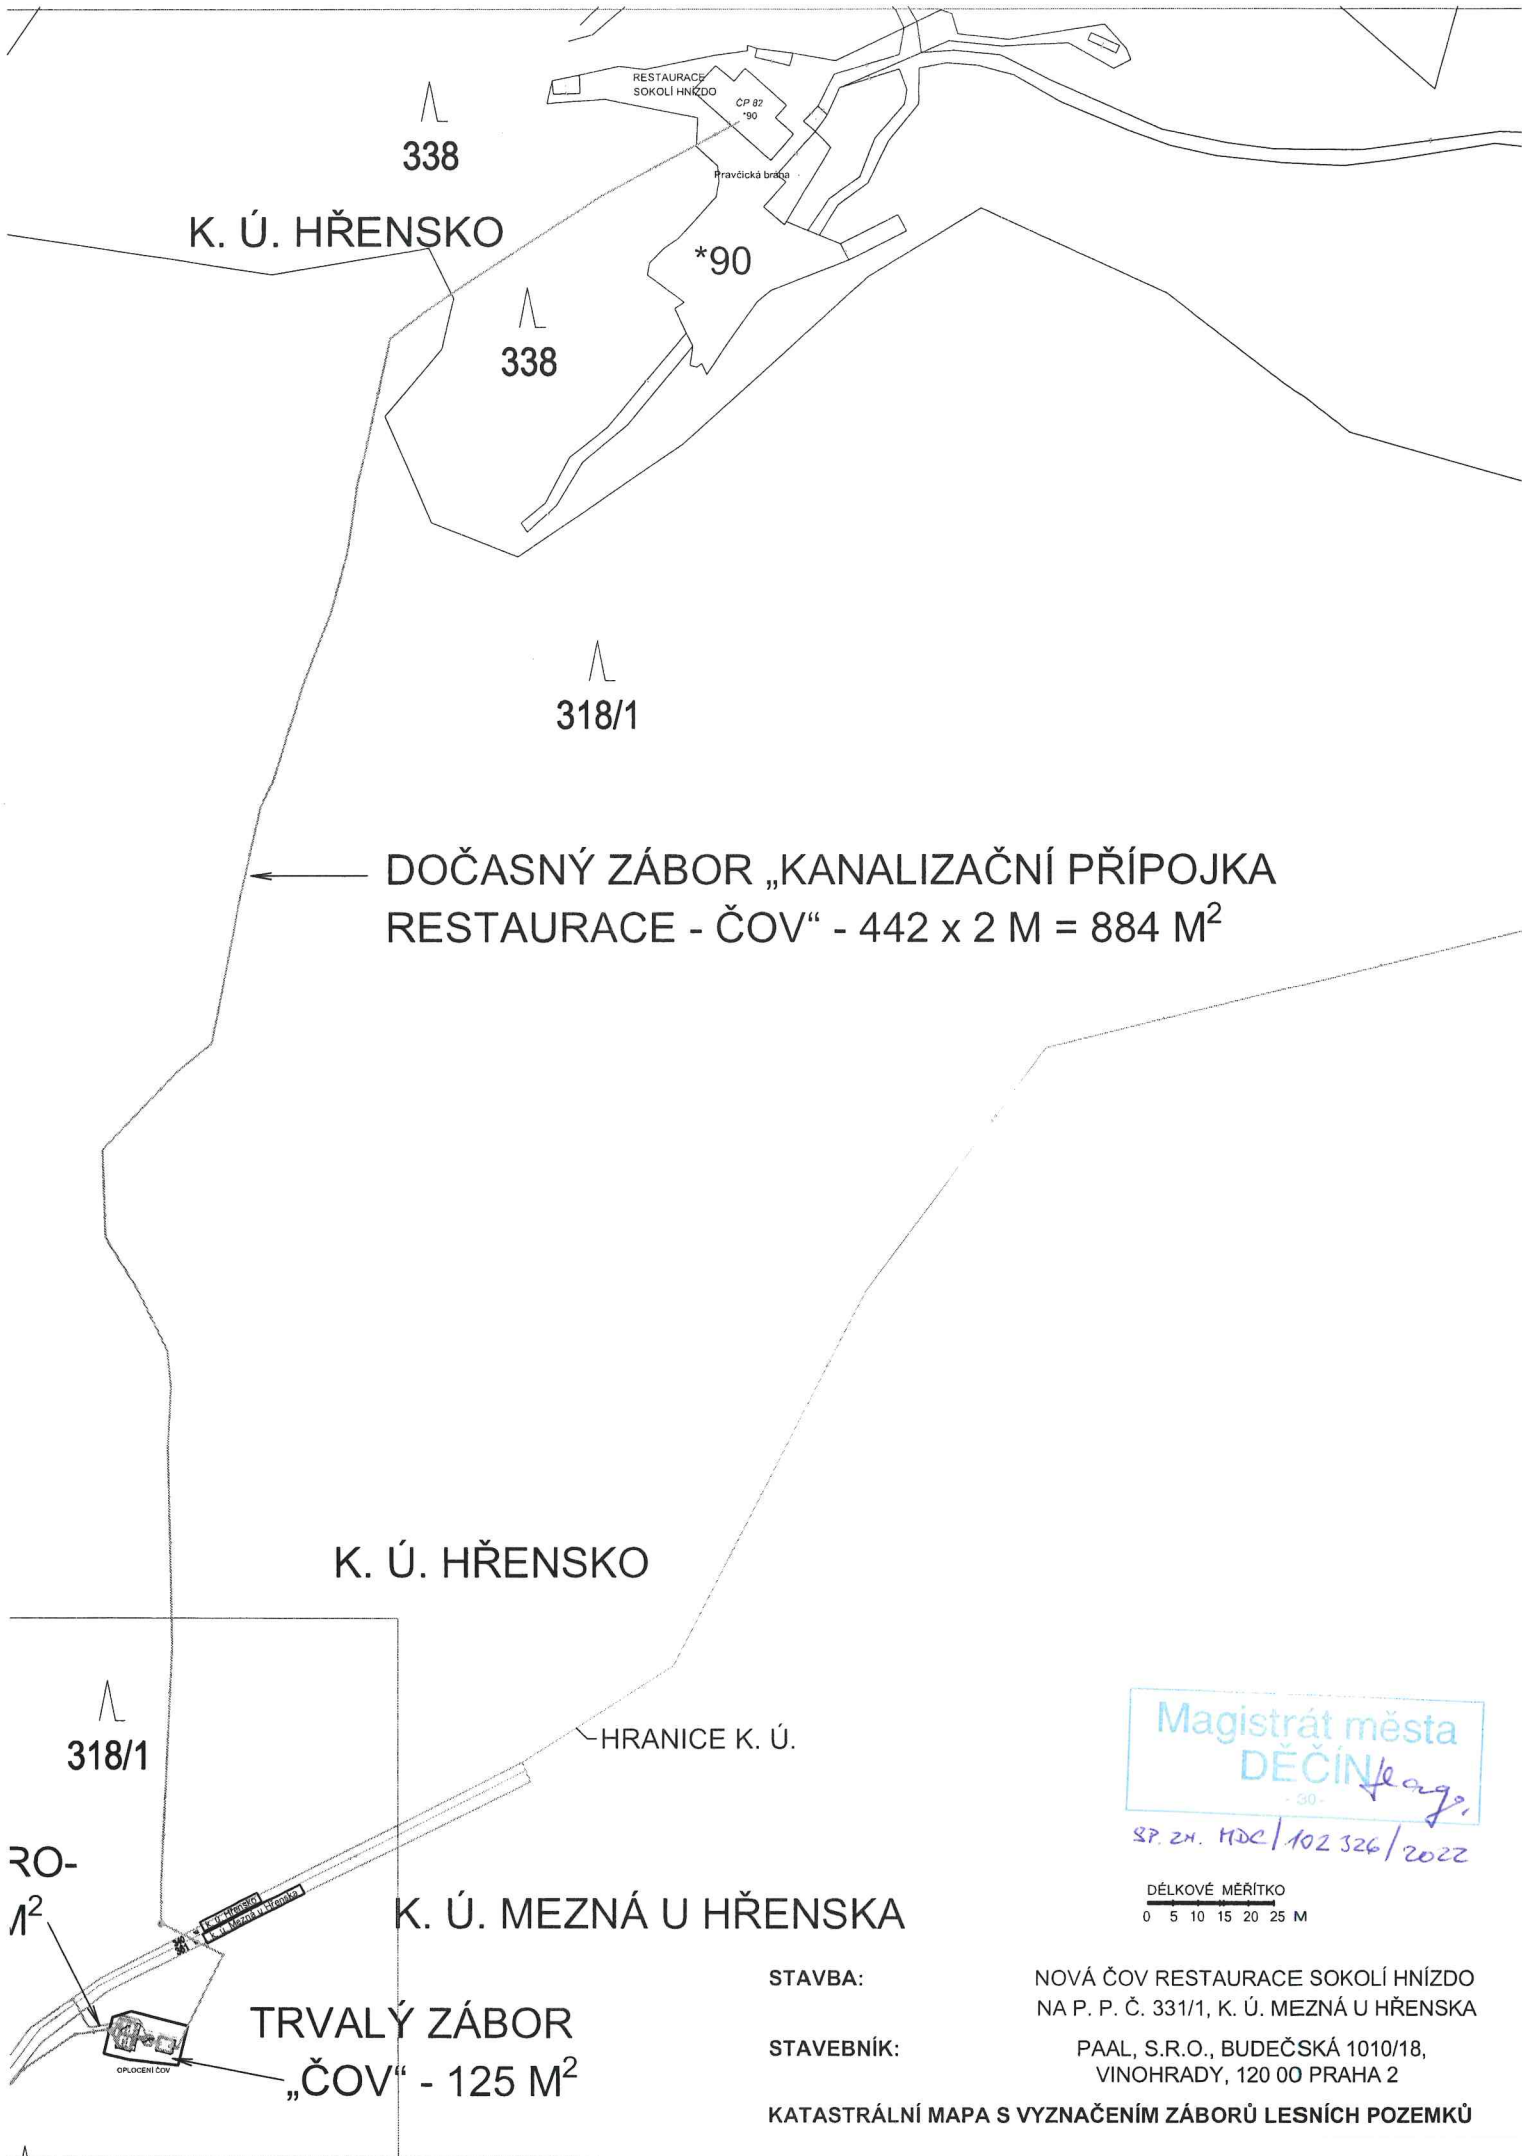 RESTAURACE
SOKOLÍ HNÍZDO
ČP 82
*90
338
Pravčická brána
K. Ú. HŘENSKO
*90
338
318/1
DOČASNÝ ZÁBOR „KANALIZAČNÍ PŘÍPOJKA
RESTAURACE - ČOV“ - 442 x 2 M = 884 M²
K. Ú. HŘENSKO
318/1
HRANICE K. Ú.
Magistrát města
DĚČÍN
- 30 -
SP. ZN. MDC/102 326/2022
RO-
M²
k. ú. Hřensko
k. ú. Mezná u Hřenska
K. Ú. MEZNÁ U HŘENSKA
DÉLKOVÉ MĚŘÍTKO
0 5 10 15 20 25 M
TRVALÝ ZÁBOR
„ČOV“ - 125 M²
OPLOCENÍ ČOV
STAVBA: NOVÁ ČOV RESTAURACE SOKOLÍ HNÍZDO
NA P. P. Č. 331/1, K. Ú. MEZNÁ U HŘENSKA
STAVEBNÍK: PAAL, S.R.O., BUDEČSKÁ 1010/18,
VINOHRADY, 120 00 PRAHA 2
KATASTRÁLNÍ MAPA S VYZNAČENÍM ZÁBORŮ LESNÍCH POZEMKŮ